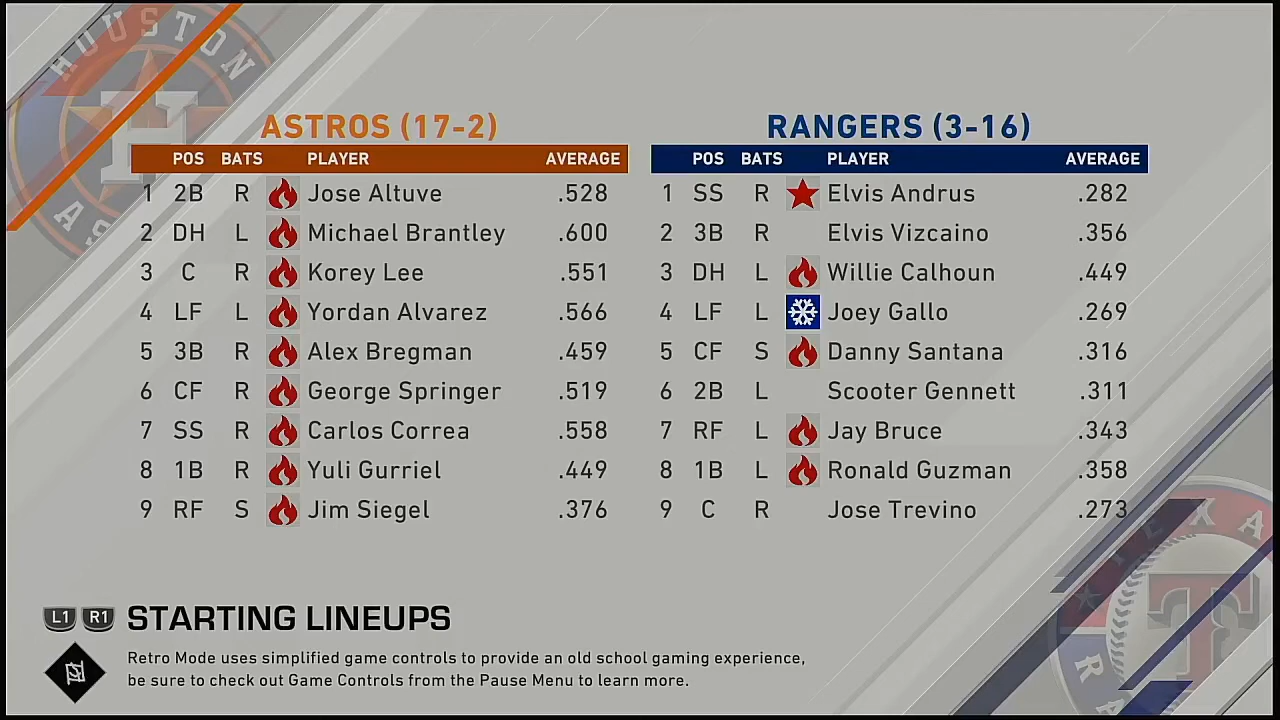 HOUSTON
AS
ASTROS (17-2)
POS BATS PLAYER AVERAGE
1 2B R Jose Altuve .528
2 DH L Michael Brantley .600
3 C R Korey Lee .551
4 LF L Yordan Alvarez .566
5 3B R Alex Bregman .459
6 CF R George Springer .519
7 SS R Carlos Correa .558
8 1B R Yuli Gurriel .449
9 RF S Jim Siegel .376
RANGERS (3-16)
POS BATS PLAYER AVERAGE
1 SS R Elvis Andrus .282
2 3B R Elvis Vizcaino .356
3 DH L Willie Calhoun .449
4 LF L Joey Gallo .269
5 CF S Danny Santana .316
6 2B L Scooter Gennett .311
7 RF L Jay Bruce .343
8 1B L Ronald Guzman .358
9 C R Jose Trevino .273
TEXA
T
RA
L1 R1 STARTING LINEUPS
Retro Mode uses simplified game controls to provide an old school gaming experience,
be sure to check out Game Controls from the Pause Menu to learn more.